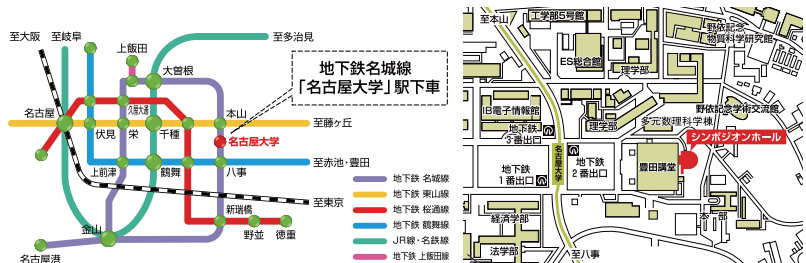 至大阪
至岐阜
上飯田
大曽根
至多治見
地下鉄名城線
「名古屋大学」駅下車
名古屋
久屋大通
本山
伏見
栄
千種
至藤ヶ丘
名古屋大学
上前津
鶴舞
八事
至赤池・豊田
地下鉄 名城線
地下鉄 東山線
地下鉄 桜通線
地下鉄 鶴舞線
JR線・名鉄線
地下鉄 上飯田線
至東京
新瑞橋
野並
徳重
金山
名古屋港
至本山
工学部5号館
野依記念
物質科学研究館
ES総合館
理学部
IB電子情報館
野依記念学術交流館
地下鉄
3番出口
理学部
多元数理科学棟
シンポジオンホール
名古屋大学
地下鉄
1番出口
地下鉄
2番出口
豊田講堂
経済学部
本 部
法学部
至八事